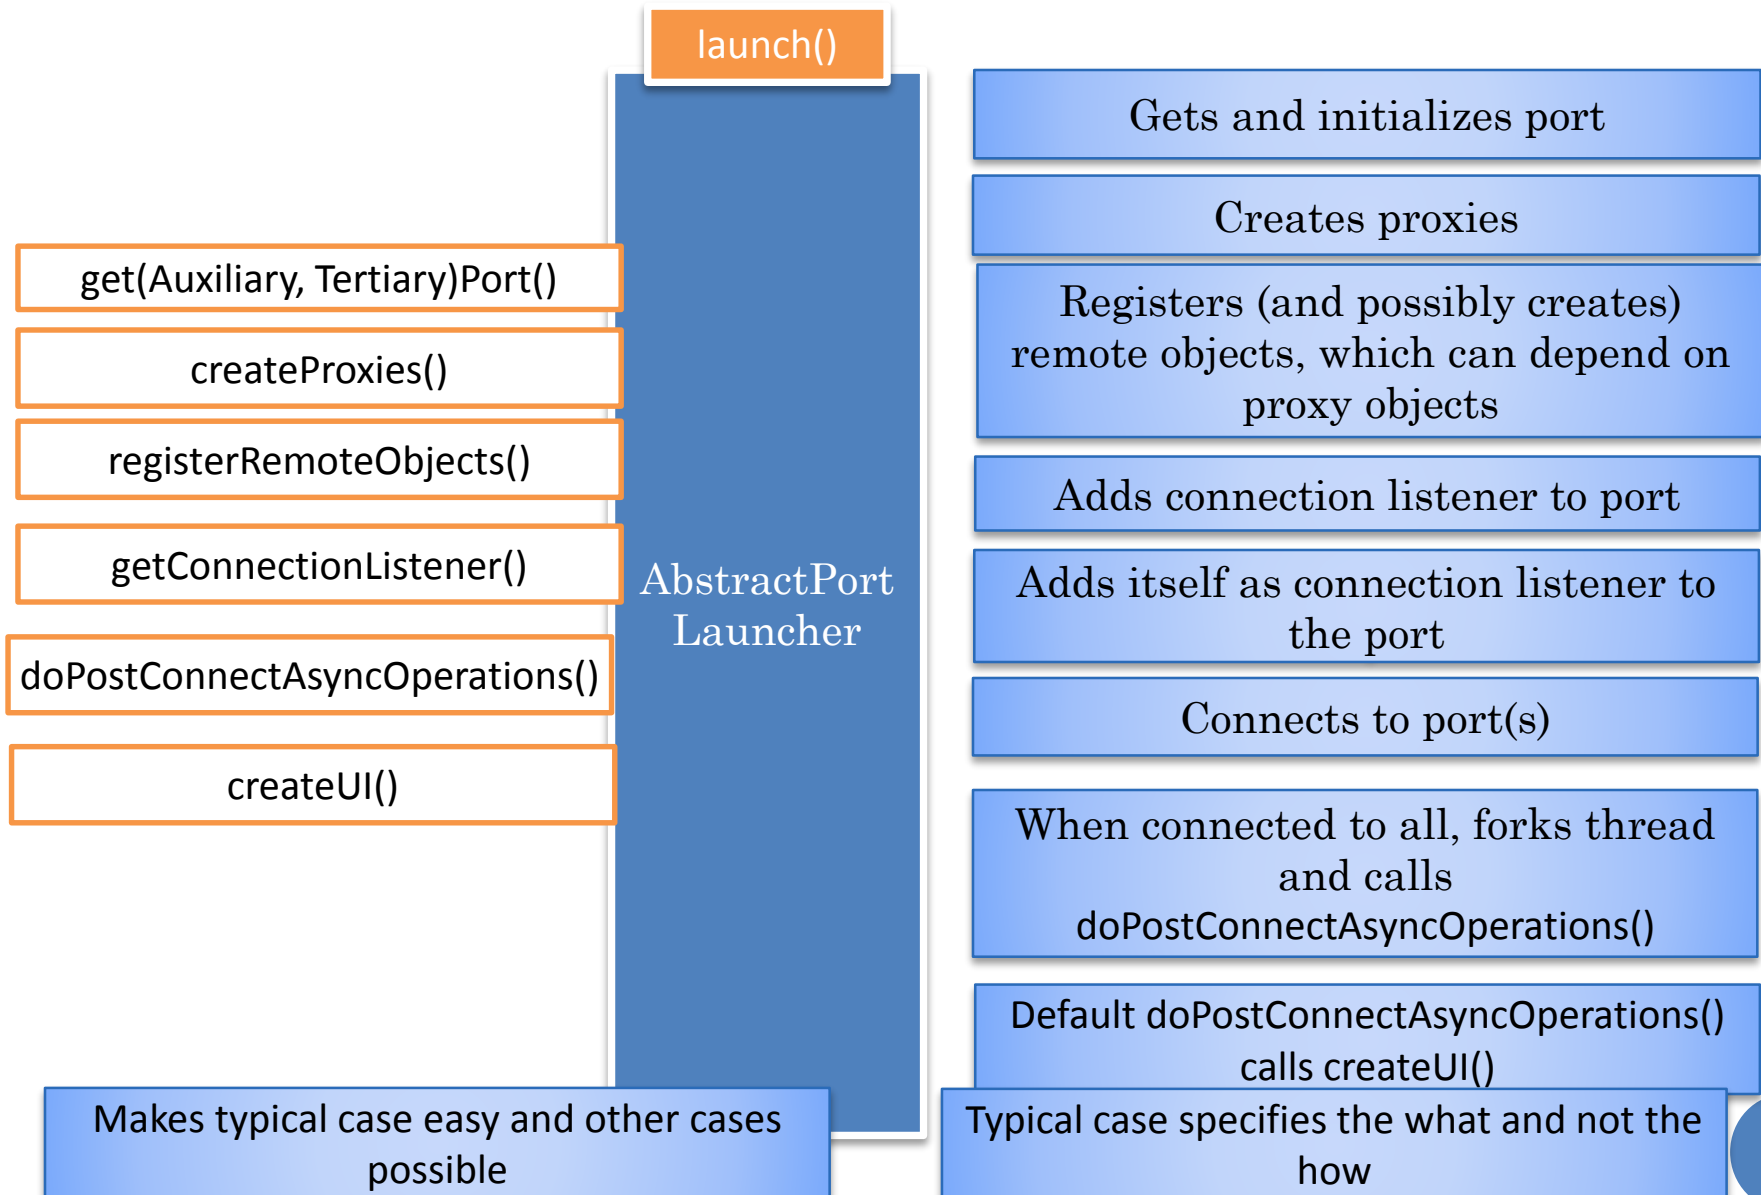 launch()
get(Auxiliary, Tertiary)Port()
createProxies()
registerRemoteObjects()
getConnectionListener()
doPostConnectAsyncOperations()
createUI()
AbstractPort
Launcher
Gets and initializes port
Creates proxies
Registers (and possibly creates)
remote objects, which can depend on
proxy objects
Adds connection listener to port
Adds itself as connection listener to
the port
Connects to port(s)
When connected to all, forks thread
and calls
doPostConnectAsyncOperations()
Default doPostConnectAsyncOperations()
calls createUI()
Makes typical case easy and other cases
possible
Typical case specifies the what and not the
how